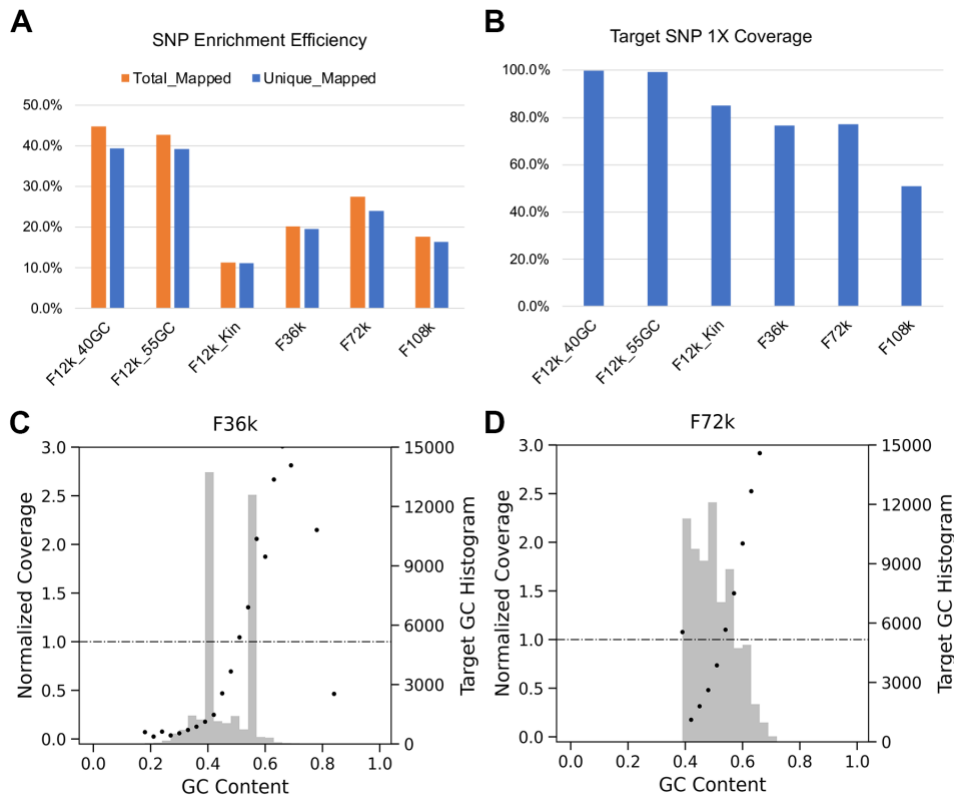 A
SNP Enrichment Efficiency
Total_Mapped Unique_Mapped
50.0%
40.0%
30.0%
20.0%
10.0%
0.0%
F12k_40GC
F12k_55GC
F12k_Kin
F36k
F72k
F108k
B
Target SNP 1X Coverage
100.0%
80.0%
60.0%
40.0%
20.0%
0.0%
F12k_40GC
F12k_55GC
F12k_Kin
F36k
F72k
F108k
C
F36k
Normalized Coverage
3.0
2.5
2.0
1.5
1.0
0.5
0.0
15000
12000
9000
6000
3000
0
Target GC Histogram
0.0 0.2 0.4 0.6 0.8 1.0
GC Content
D
F72k
Normalized Coverage
3.0
2.5
2.0
1.5
1.0
0.5
0.0
15000
12000
9000
6000
3000
0
Target GC Histogram
0.0 0.2 0.4 0.6 0.8 1.0
GC Content